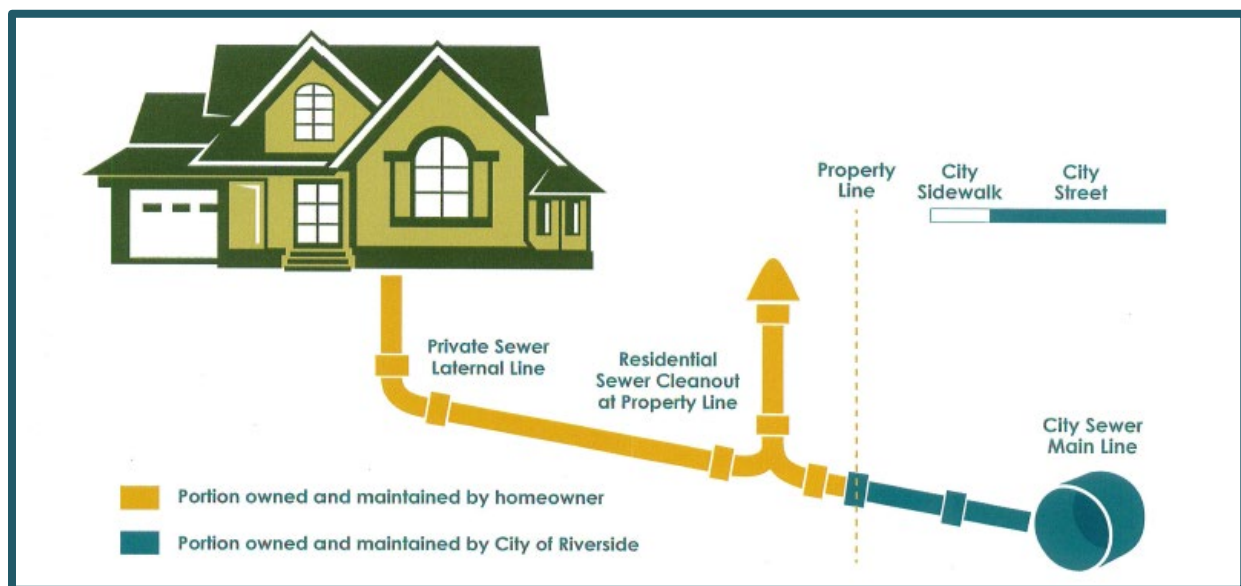 Property
Line
City
Sidewalk
City
Street
Private Sewer
Laternal Line
Residential
Sewer Cleanout
at Property Line
City Sewer
Main Line
Portion owned and maintained by homeowner
Portion owned and maintained by City of Riverside